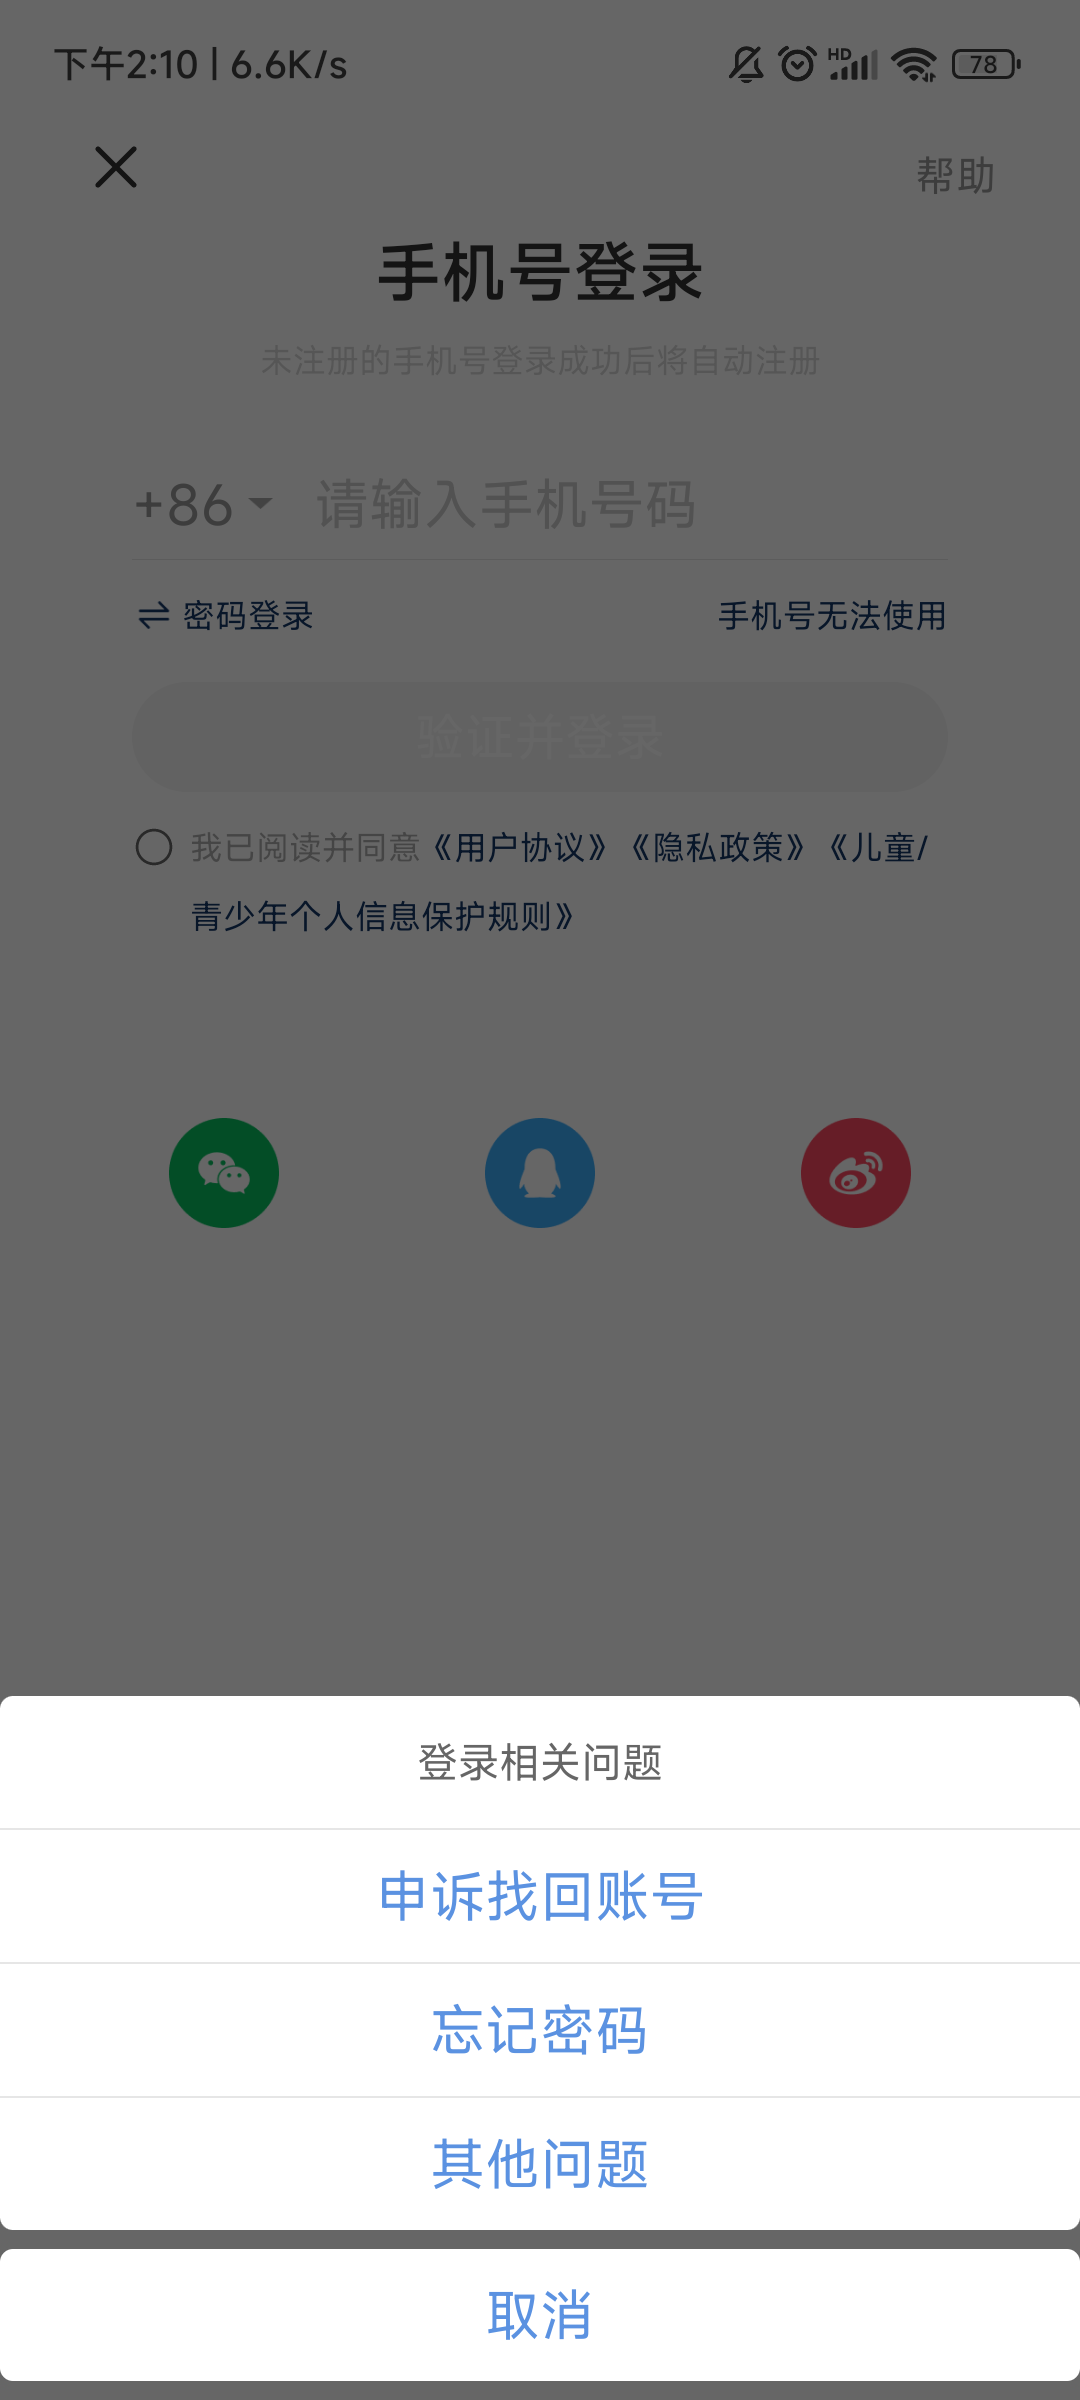 下午2:10 | 6.6K/s
HD
78
帮助
手机号登录
未注册的手机号登录成功后将自动注册
+86 请输入手机号码
密码登录 手机号无法使用
验证并登录
我已阅读并同意《用户协议》《隐私政策》《儿童/
青少年个人信息保护规则》
登录相关问题
申诉找回账号
忘记密码
其他问题
取消